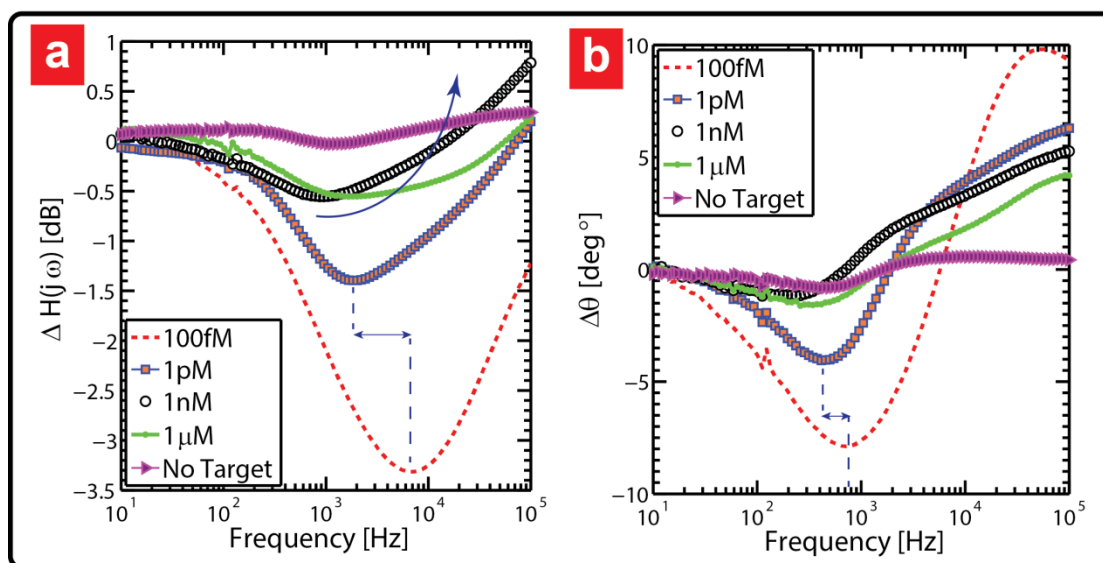 a
Δ H(j ω) [dB]
1
0.5
0
−0.5
−1
−1.5
−2
−2.5
−3
−3.5
100fM
1pM
1nM
1μM
No Target
10¹
10²
10³
10⁴
10⁵
Frequency [Hz]
b
Δθ [deg°]
10
5
0
−5
−10
100fM
1pM
1nM
1μM
No Target
10¹
10²
10³
10⁴
10⁵
Frequency [Hz]